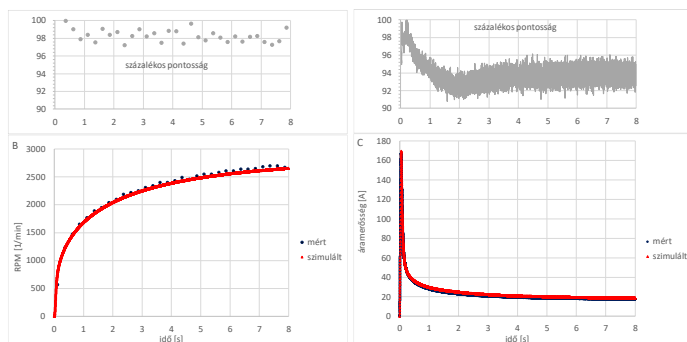 100
98
96
94
92
90
százalékos pontosság
0 1 2 3 4 5 6 7 8
100
98
96
94
92
90
százalékos pontosság
0 1 2 3 4 5 6 7 8
B
RPM [1/min]
3000
2500
2000
1500
1000
500
0
0 1 2 3 4 5 6 7 8
idő [s]
mért
szimulált
C
áramerősség [A]
180
160
140
120
100
80
60
40
20
0
0 1 2 3 4 5 6 7 8
idő [s]
mért
szimulált